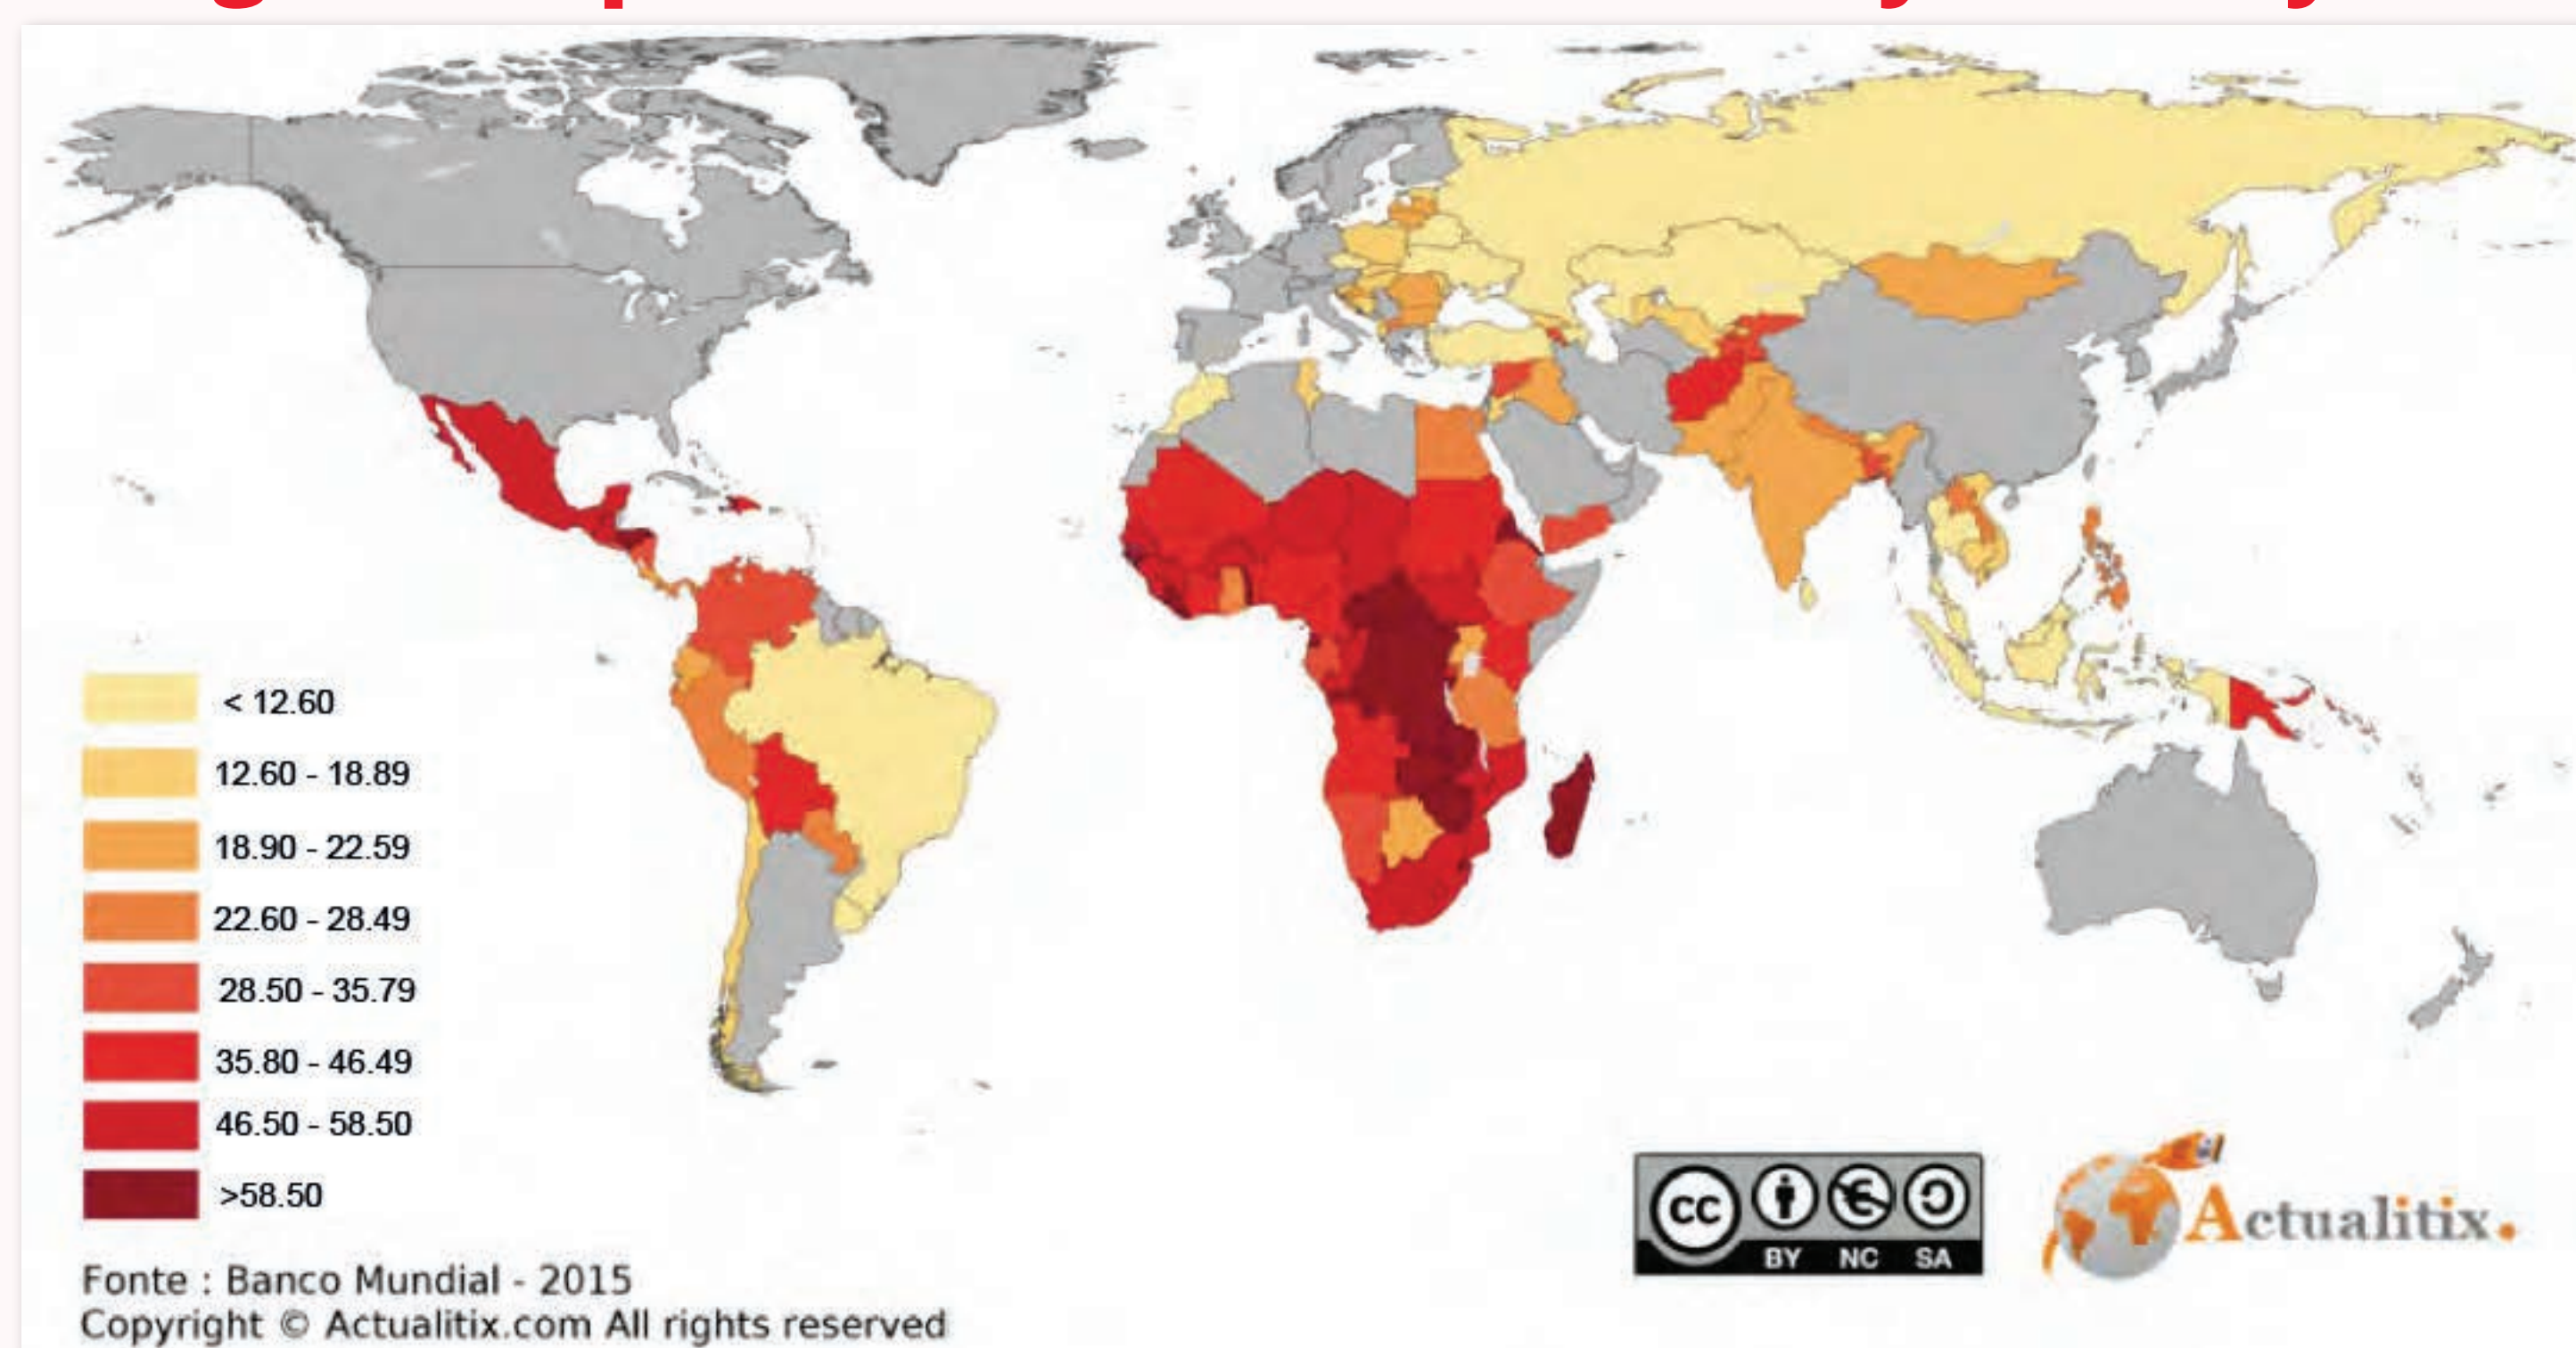 < 12.60
12.60 - 18.89
18.90 - 22.59
22.60 - 28.49
28.50 - 35.79
35.80 - 46.49
46.50 - 58.50
>58.50
Fonte : Banco Mundial - 2015
Copyright © Actualitix.com All rights reserved
cc
BY NC SA
Actualitix.